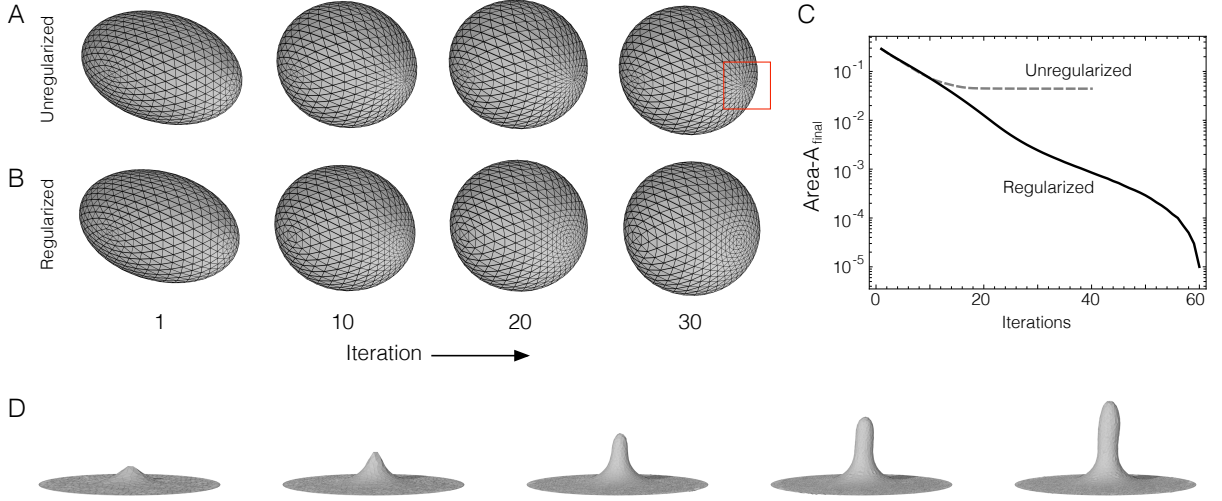 A
Unregularized
B
Regularized
1
10
20
30
Iteration
C
Area-A_final
10^-1
10^-2
10^-3
10^-4
10^-5
Unregularized
Regularized
0
20
40
60
Iterations
D